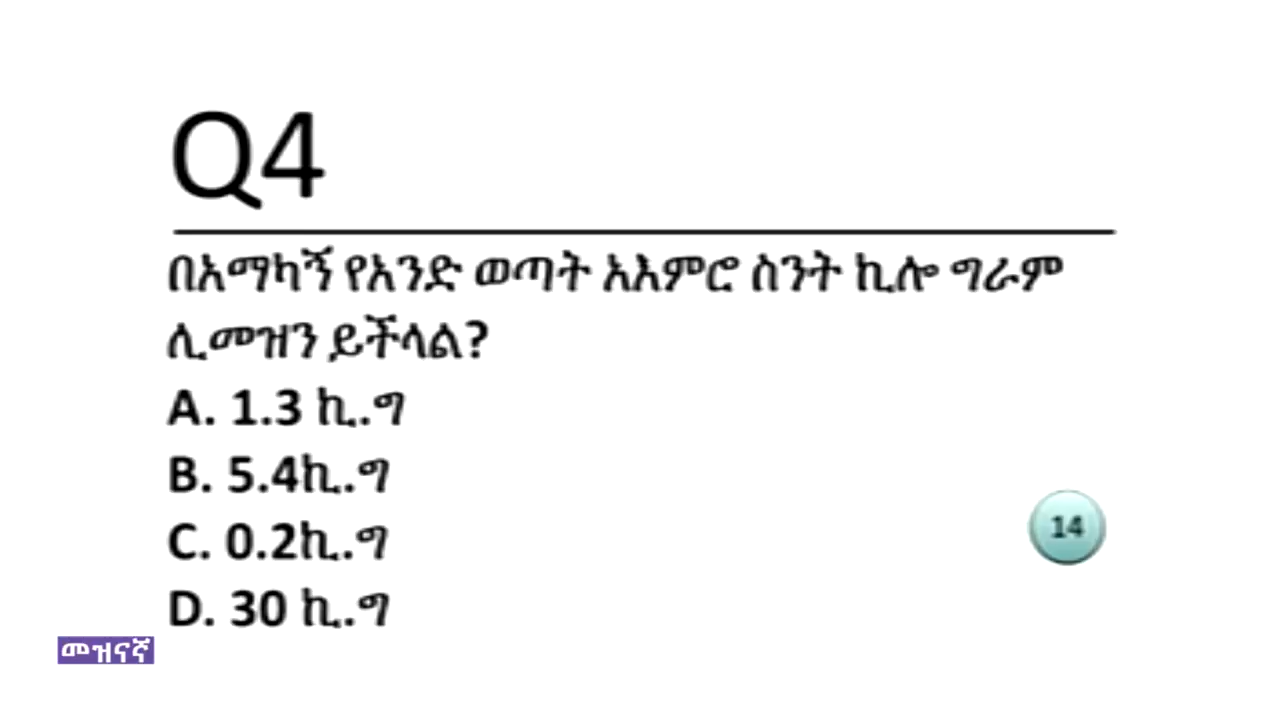 Q4
በአማካኝ የአንድ ወጣት አእምሮ ስንት ኪሎ ግራም
ሊመዝን ይችላል?
A. 1.3 ኪ.ግ
B. 5.4ኪ..ግ
C. 0.2ኪ..ግ
14
D. 30 ኪ..ግ
መዝናኛ